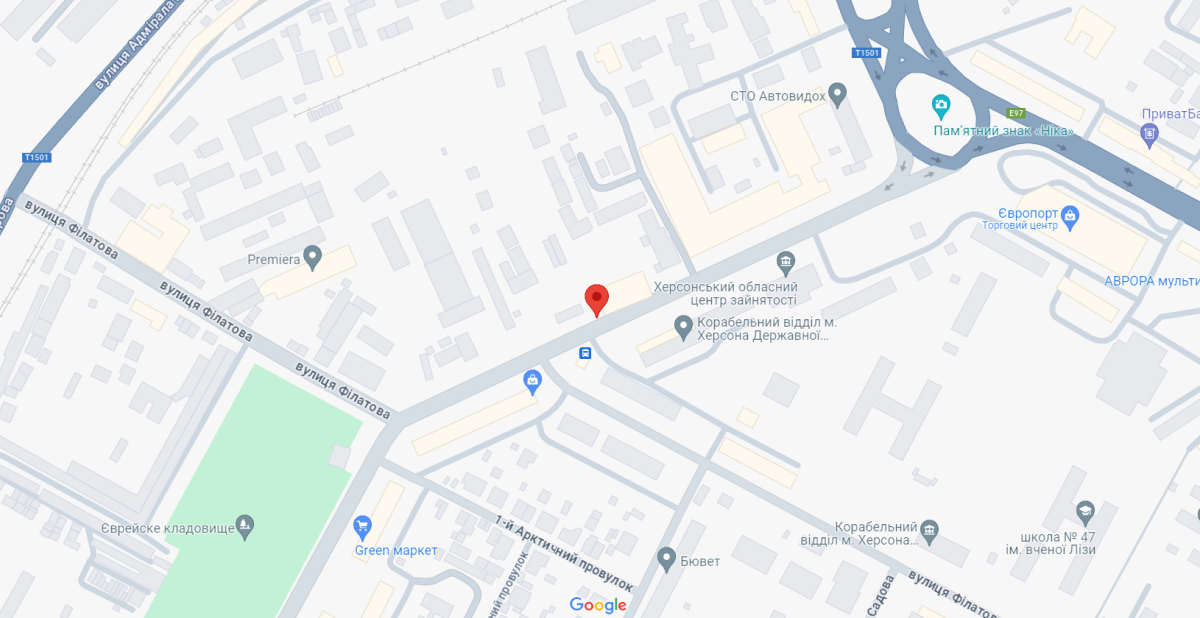 вулиця Адмірала
T1501
СТО Автовидох
E97
Пам'ятний знак «Ніка»
ПриватБа
T1501
вулиця Філатова
Європорт
Торговий центр
Premiera
вулиця Філатова
Херсонський обласний
центр зайнятості
АВРОРА мульти
Корабельний відділ м.
Херсона Державної...
вулиця Філатова
Єврейське кладовище
Green маркет
1-й Арктичний провулок
Бювет
Корабельний
відділ м. Херсона...
школа № 47
ім. вченої Лізи
вулиця Філатова
Садова
ний провулок
Google